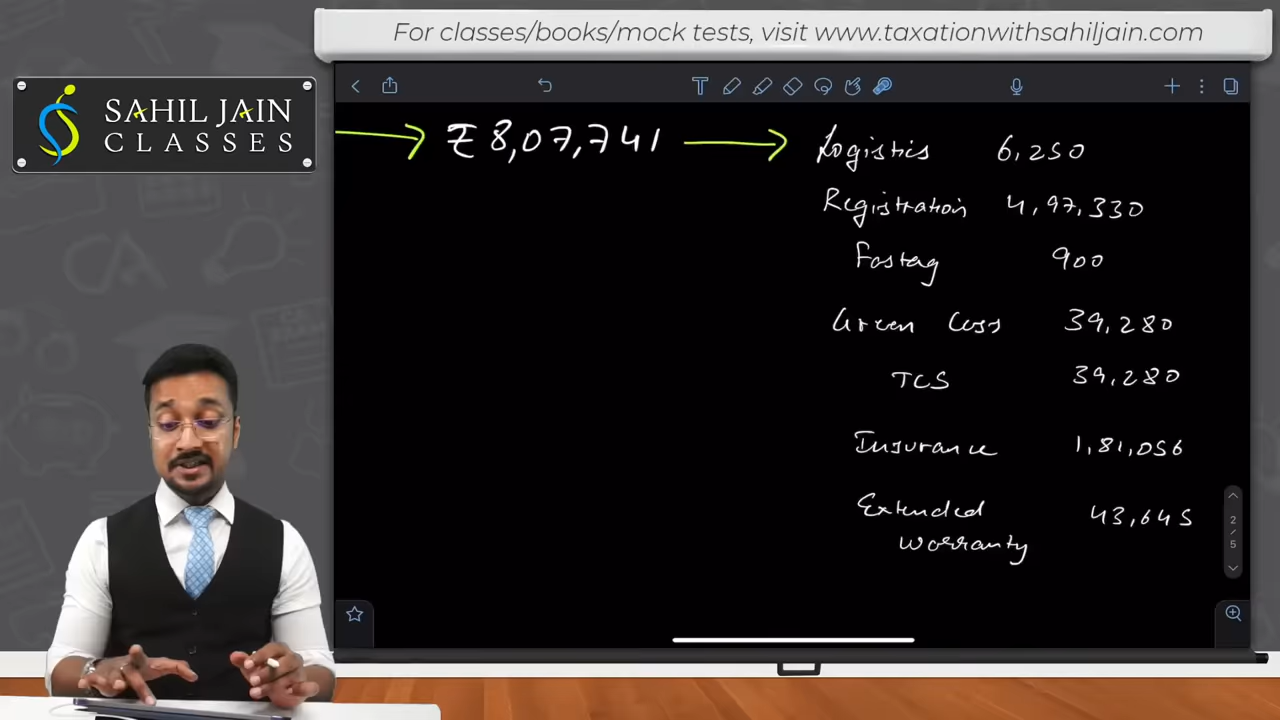 For classes/books/mock tests, visit www.taxationwithsahiljain.com
SAHIL JAIN
CLASSES
T
₹ 8,07,741
Logistics 6,250
Registration 4,97,330
Fastag 900
Green Cess 39,280
TCS 39,280
Insurance 1,81,056
Extended 43,645
Warranty
2
/
5